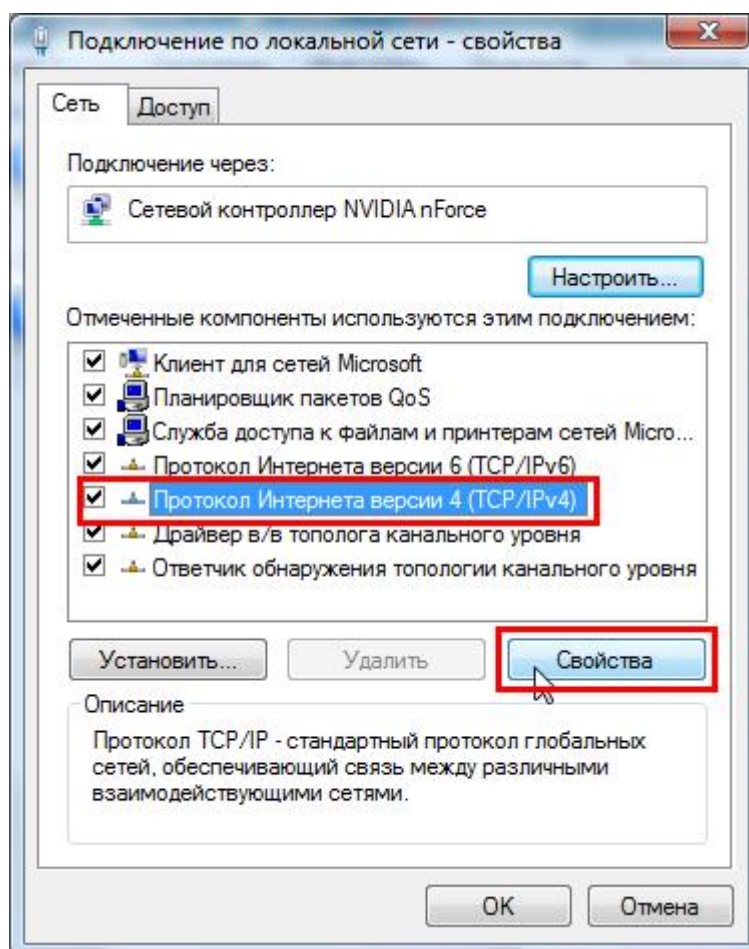 Подключение по локальной сети - свойства
Сеть
Доступ
Подключение через:
Сетевой контроллер NVIDIA nForce
Настроить...
Отмеченные компоненты используются этим подключением:
Клиент для сетей Microsoft
Планировщик пакетов QoS
Служба доступа к файлам и принтерам сетей Micro...
Протокол Интернета версии 6 (TCP/IPv6)
Протокол Интернета версии 4 (TCP/IPv4)
Драйвер в/в тополога канального уровня
Ответчик обнаружения топологии канального уровня
Установить...
Удалить
Свойства
Описание
Протокол TCP/IP - стандартный протокол глобальных
сетей, обеспечивающий связь между различными
взаимодействующими сетями.
OK
Отмена